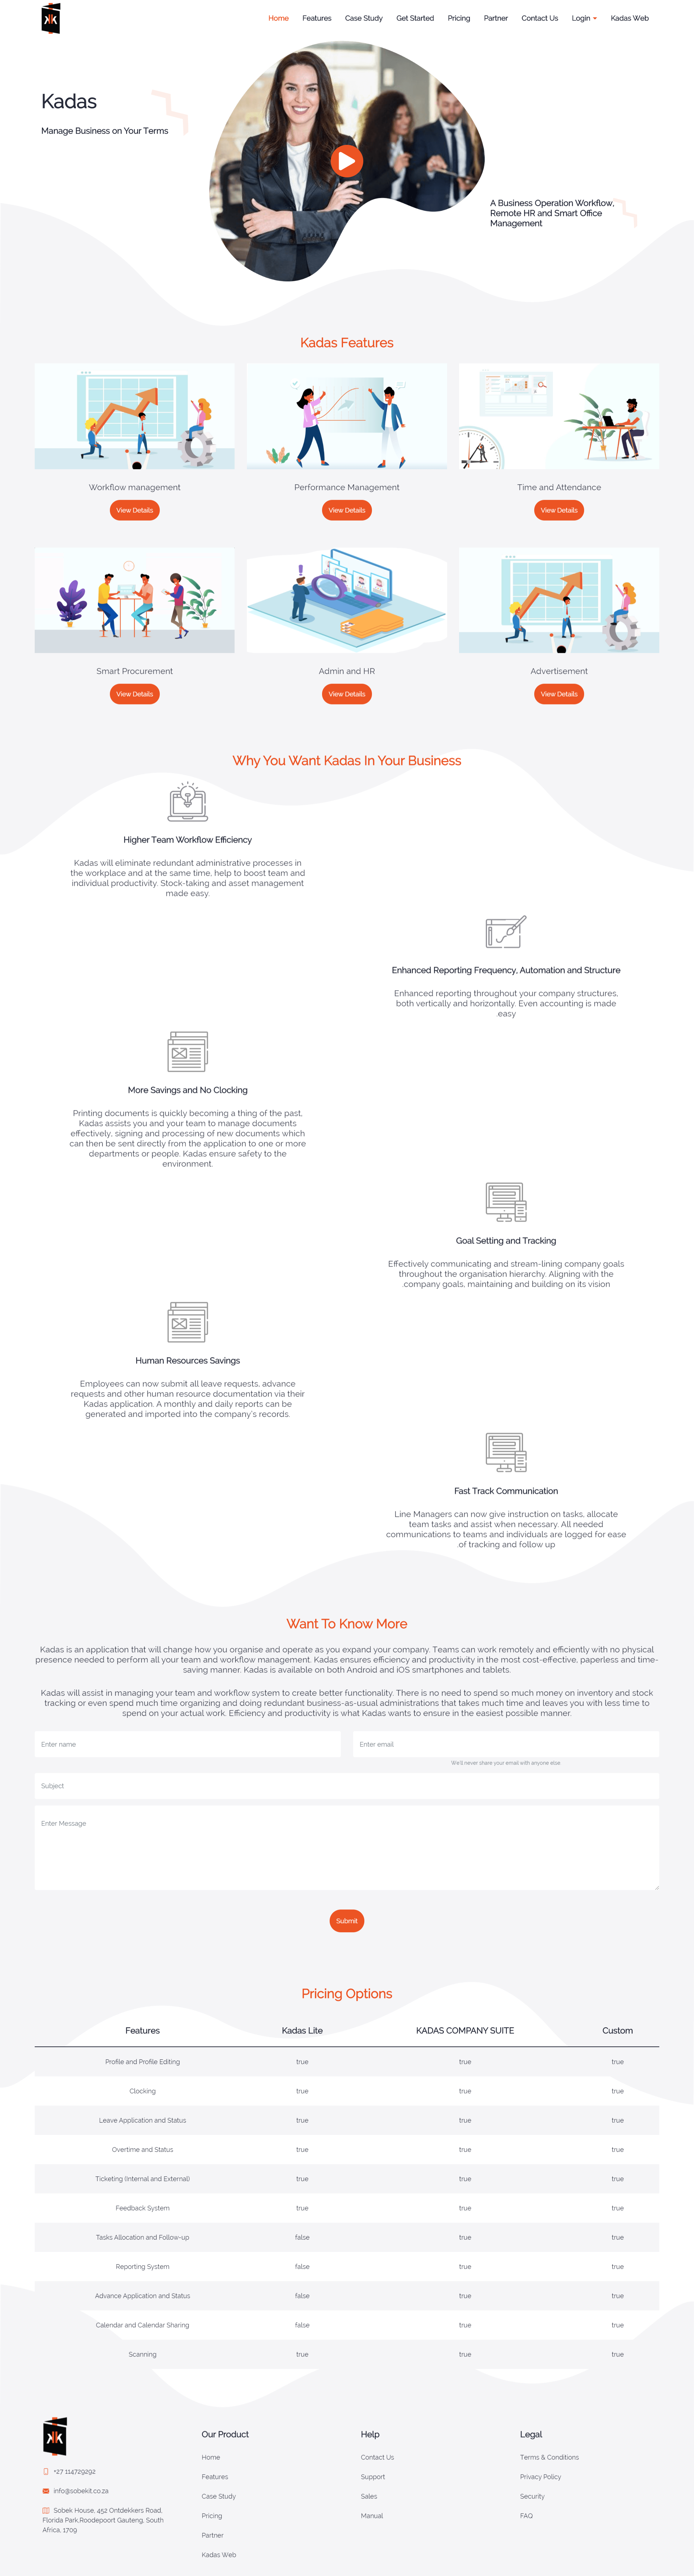 Home Features Case Study Get Started Pricing Partner Contact Us Login Kadas Web
Kadas
Manage Business on Your Terms
A Business Operation Workflow,
Remote HR and Smart Office
Management
Kadas Features
Workflow management
View Details
Performance Management
View Details
Time and Attendance
View Details
Smart Procurement
View Details
Admin and HR
View Details
Advertisement
View Details
Why You Want Kadas In Your Business
Higher Team Workflow Efficiency
Kadas will eliminate redundant administrative processes in
the workplace and at the same time, help to boost team and
individual productivity. Stock-taking and asset management
made easy.
Enhanced Reporting Frequency, Automation and Structure
Enhanced reporting throughout your company structures,
both vertically and horizontally. Even accounting is made
.easy
More Savings and No Clocking
Printing documents is quickly becoming a thing of the past,
Kadas assists you and your team to manage documents
effectively, signing and processing of new documents which
can then be sent directly from the application to one or more
departments or people. Kadas ensure safety to the
environment.
Goal Setting and Tracking
Effectively communicating and stream-lining company goals
throughout the organisation hierarchy. Aligning with the
.company goals, maintaining and building on its vision
Human Resources Savings
Employees can now submit all leave requests, advance
requests and other human resource documentation via their
Kadas application. A monthly and daily reports can be
generated and imported into the company's records.
Fast Track Communication
Line Managers can now give instruction on tasks, allocate
team tasks and assist when necessary. All needed
communications to teams and individuals are logged for ease
.of tracking and follow up
Want To Know More
Kadas is an application that will change how you organise and operate as you expand your company. Teams can work remotely and efficiently with no physical
presence needed to perform all your team and workflow management. Kadas ensures efficiency and productivity in the most cost-effective, paperless and time-
saving manner. Kadas is available on both Android and iOS smartphones and tablets.
Kadas will assist in managing your team and workflow system to create better functionality. There is no need to spend so much money on inventory and stock
tracking or even spend much time organizing and doing redundant business-as-usual administrations that takes much time and leaves you with less time to
spend on your actual work. Efficiency and productivity is what Kadas wants to ensure in the easiest possible manner.
Enter name
Enter email
We'll never share your email with anyone else.
Subject
Enter Message
Submit
Pricing Options
Features Kadas Lite KADAS COMPANY SUITE Custom
Profile and Profile Editing true true true
Clocking true true true
Leave Application and Status true true true
Overtime and Status true true true
Ticketing (Internal and External) true true true
Feedback System true true true
Tasks Allocation and Follow-up false true true
Reporting System false true true
Advance Application and Status false true true
Calendar and Calendar Sharing false true true
Scanning true true true
+27 114729292
info@sobekit.co.za
Sobek House, 452 Ontdekkers Road,
Florida Park,Roodepoort Gauteng, South
Africa, 1709
Our Product
Home
Features
Case Study
Pricing
Partner
Kadas Web
Help
Contact Us
Support
Sales
Manual
Legal
Terms & Conditions
Privacy Policy
Security
FAQ